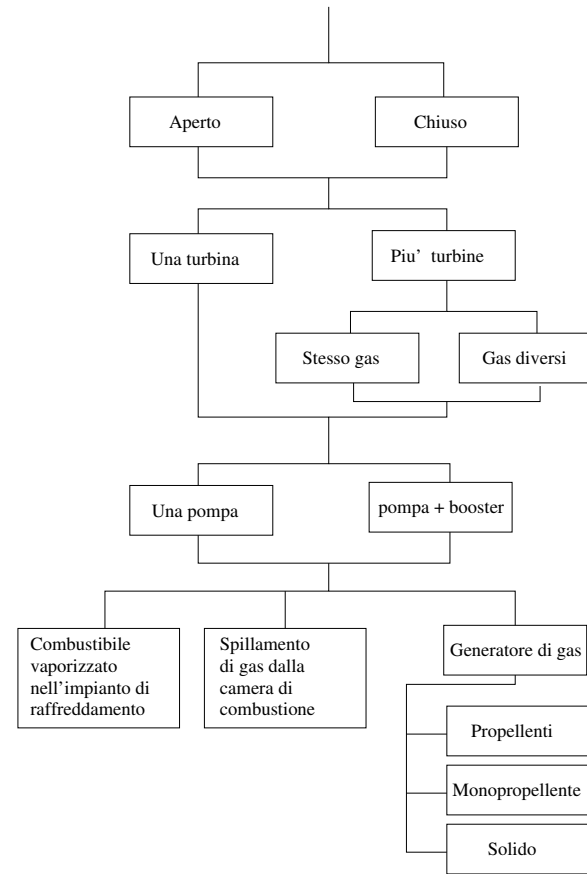 Aperto
Chiuso
Una turbina
Piu' turbine
Stesso gas
Gas diversi
Una pompa
pompa + booster
Combustibile
vaporizzato
nell'impianto di
raffreddamento
Spillamento
di gas dalla
camera di
combustione
Generatore di gas
Propellenti
Monopropellente
Solido